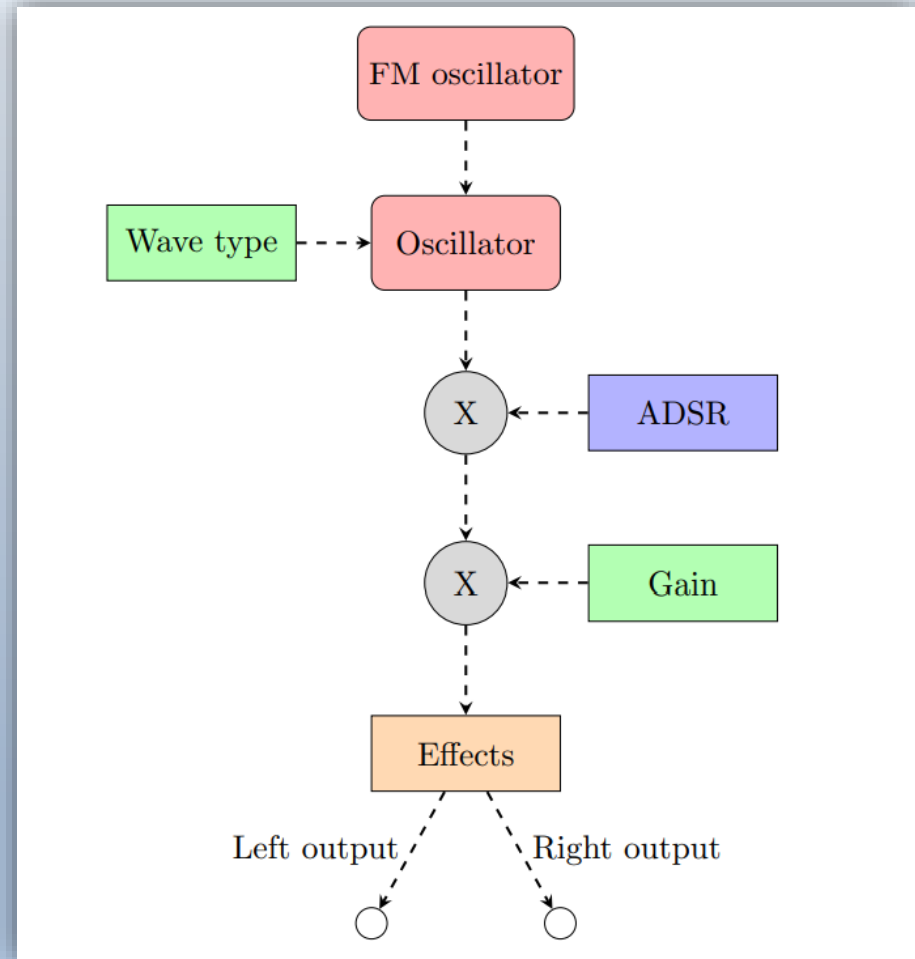 FM oscillator
Wave type
Oscillator
X
ADSR
X
Gain
Effects
Left output
Right output